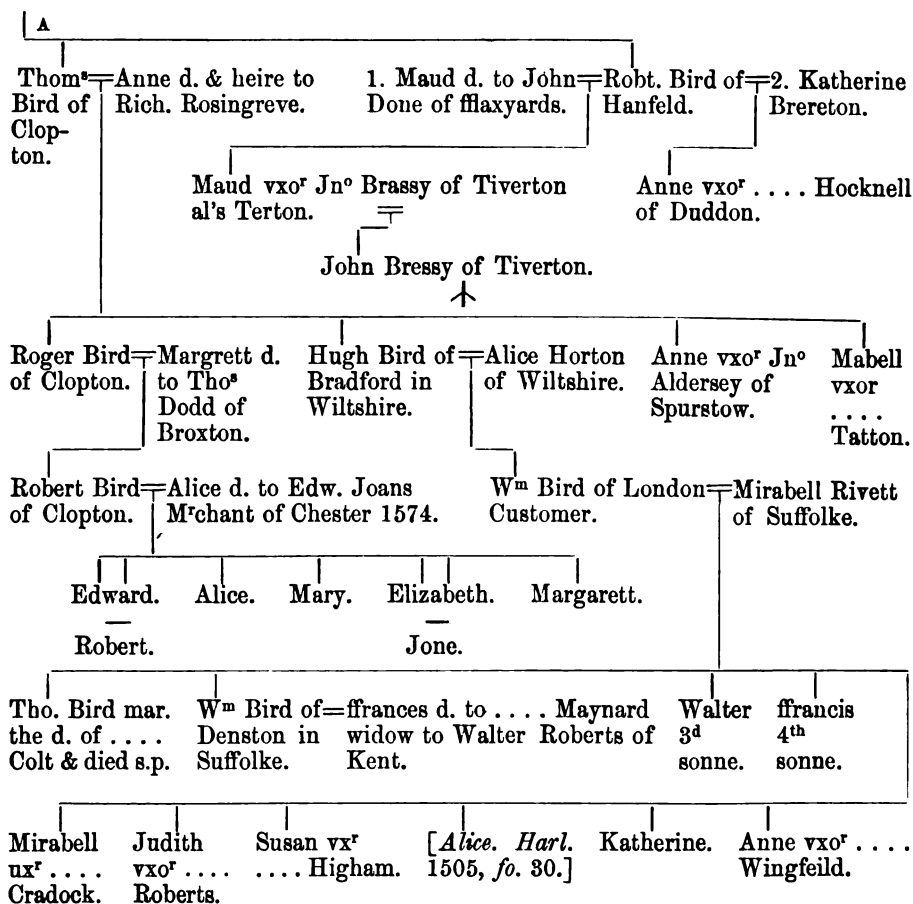 A
Thomˢ Bird of Clop-ton.
Anne d. & heire to Rich. Rosingreve.
1. Maud d. to John Done of fflaxyards.
Robt. Bird of Hanfeld.
2. Katherine Brereton.
Maud vxoʳ Jnᵒ Brassy of Tiverton al's Terton.
Anne vxoʳ .... Hocknell of Duddon.
John Bressy of Tiverton.
Roger Bird of Clopton.
Margrett d. to Thoˢ Dodd of Broxton.
Hugh Bird of Bradford in Wiltshire.
Alice Horton of Wiltshire.
Anne vxoʳ Jnᵒ Aldersey of Spurstow.
Mabell vxor .... Tatton.
Robert Bird of Clopton.
Alice d. to Edw. Joans Mʳchant of Chester 1574.
Wᵐ Bird of London Customer.
Mirabell Rivett of Suffolke.
Edward. Alice. Mary. Elizabeth. Margarett.
Robert. Jone.
Tho. Bird mar. the d. of .... Colt & died s.p.
Wᵐ Bird of Denston in Suffolke.
ffrances d. to .... Maynard widow to Walter Roberts of Kent.
Walter 3ᵈ sonne.
ffrancis 4ᵗʰ sonne.
Mirabell uxʳ .... Cradock.
Judith vxoʳ .... Roberts.
Susan vxʳ .... Higham.
[Alice. Harl. 1505, fo. 30.]
Katherine.
Anne vxoʳ .... Wingfeild.